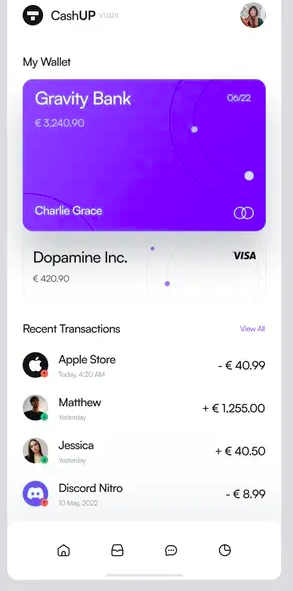 CashUP V1.0211
My Wallet
Gravity Bank 06/22
€ 3,240.90
Charlie Grace
Dopamine Inc. VISA
€ 420.90
Recent Transactions View All
Apple Store - € 40.99
Today, 4:20 AM
Matthew + € 1,255.00
Yesterday
Jessica + € 40.50
Yesterday
Discord Nitro - € 8.99
10 May, 2022